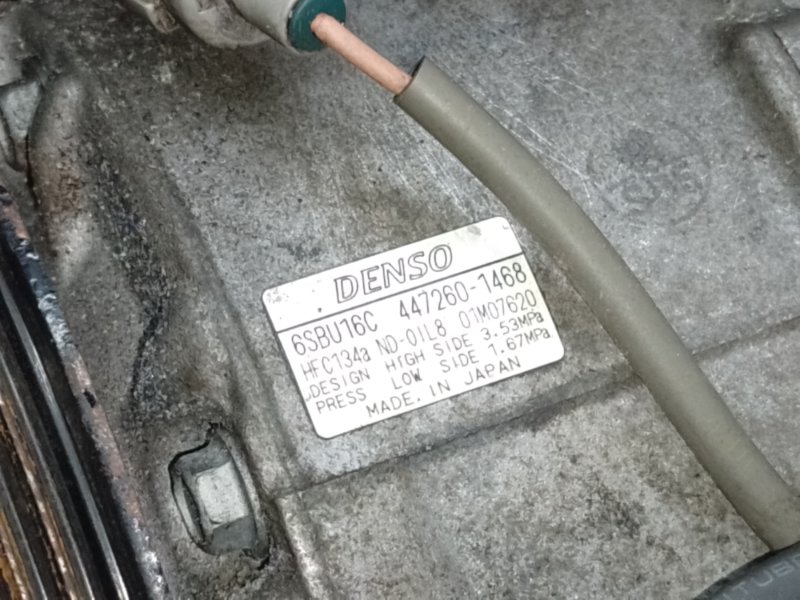 DENSO
6SBU16C 447260-1468
HFC134a ND-OIL8 01M07620
DESIGN HIGH SIDE 3.53MPa
PRESS LOW SIDE 1.67MPa
MADE IN JAPAN